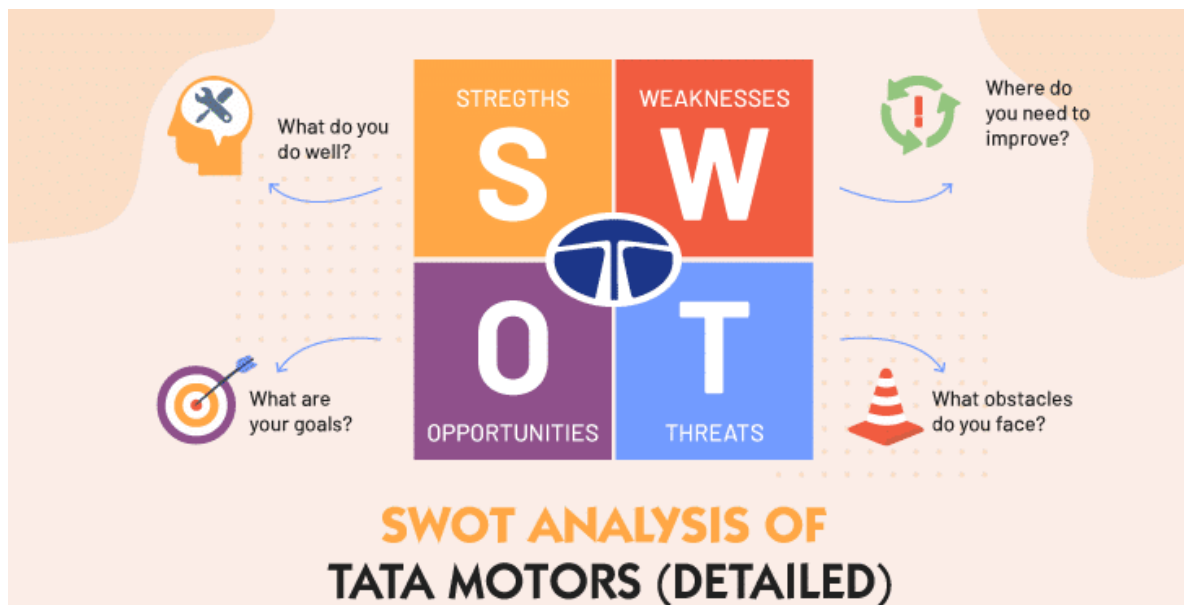 STREGTHS
WEAKNESSES
S
W
What do you
do well?
Where do
you need to
improve?
O
T
OPPORTUNITIES
THREATS
What are
your goals?
What obstacles
do you face?
SWOT ANALYSIS OF
TATA MOTORS (DETAILED)